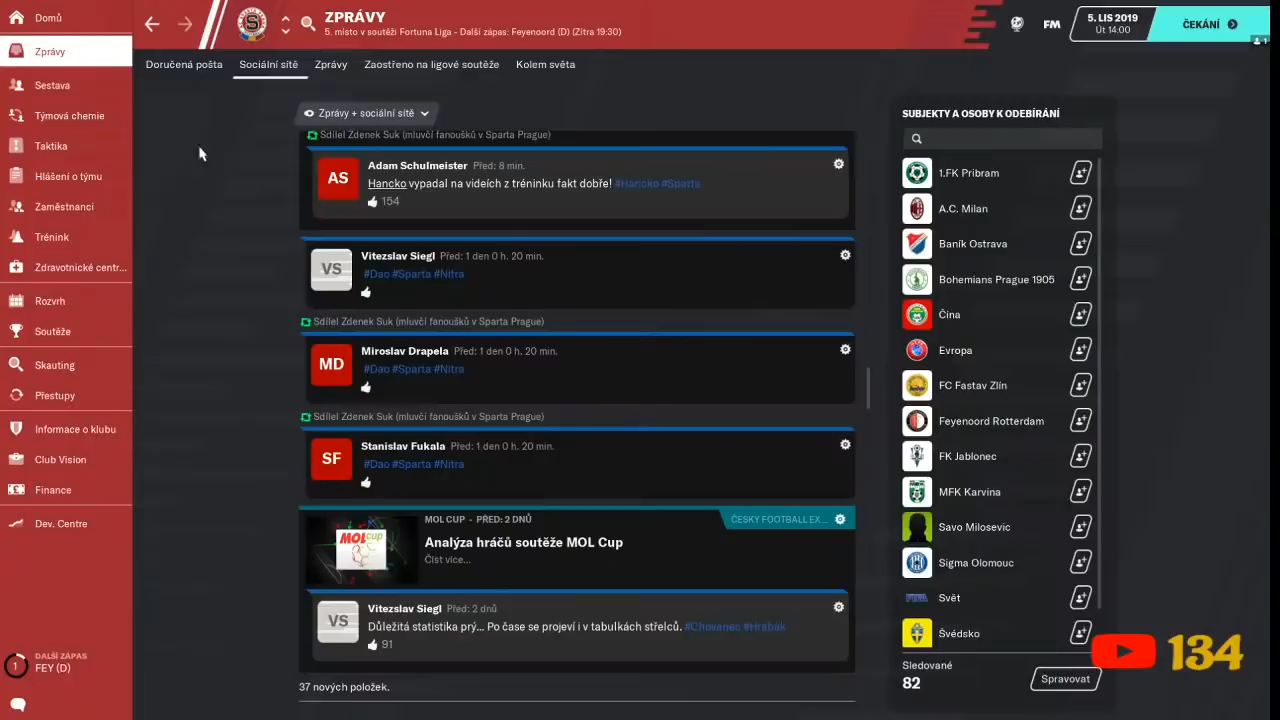 Domů
Zprávy
Sestava
Týmová chemie
Taktika
Hlášení o týmu
Zaměstnanci
Trénink
Zdravotnické centr...
Rozvrh
Soutěže
Skauting
Přestupy
Informace o klubu
Club Vision
Finance
Dev. Centre
1
DALŠÍ ZÁPAS
FEY (D)
ZPRÁVY
5. místo v soutěži Fortuna Liga - Další zápas: Feyenoord (D) (Zítra 19:30)
FM
5. LIS 2019
Út 14:00
ČEKÁNÍ
1
Doručená pošta
Sociální sítě
Zprávy
Zaostřeno na ligové soutěže
Kolem světa
Zprávy + sociální sítě
Sdílel Zdenek Suk (mluvčí fanoušků v Sparta Prague)
AS
Adam Schulmeister Před: 8 min.
Hancko vypadal na videích z tréninku fakt dobře! #Hancko #Sparta
154
VS
Vitezslav Siegl Před: 1 den 0 h. 20 min.
#Dao #Sparta #Nitra
Sdílel Zdenek Suk (mluvčí fanoušků v Sparta Prague)
MD
Miroslav Drapela Před: 1 den 0 h. 20 min.
#Dao #Sparta #Nitra
Sdílel Zdenek Suk (mluvčí fanoušků v Sparta Prague)
SF
Stanislav Fukala Před: 1 den 0 h. 20 min.
#Dao #Sparta #Nitra
MOL cup
MOL CUP - PŘED: 2 DNŮ
ČESKY FOOTBALL EX...
Analýza hráčů soutěže MOL Cup
Číst více...
VS
Vitezslav Siegl Před: 2 dnů
Důležitá statistika prý... Po čase se projeví i v tabulkách střelců. #Chovanec #Hrabák
91
37 nových položek.
SUBJEKTY A OSOBY K ODEBÍRÁNÍ
1.FK Pribram
A.C. Milan
Baník Ostrava
Bohemians Prague 1905
Čína
Evropa
FC Fastav Zlín
Feyenoord Rotterdam
FK Jablonec
MFK Karvina
Savo Milosevic
Sigma Olomouc
FIFA
Svět
Švédsko
Sledované
82
Spravovat
134